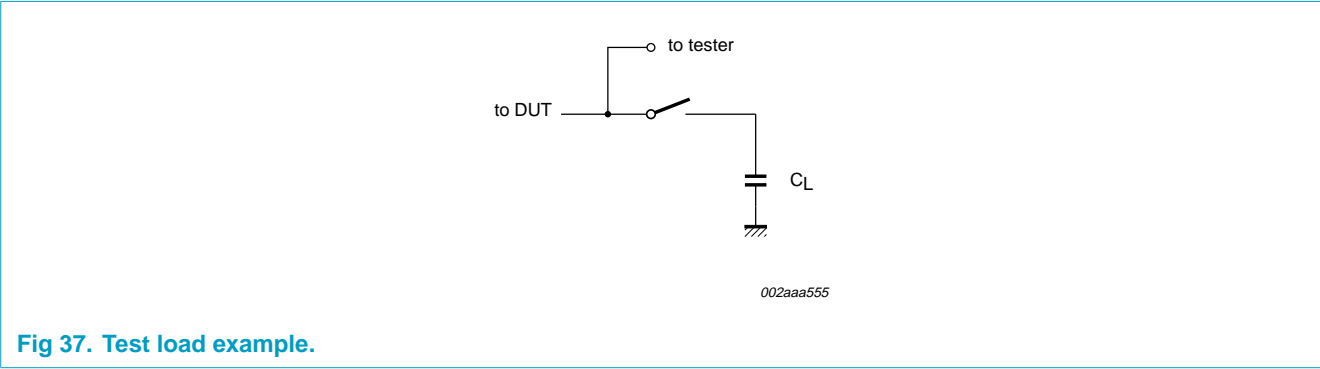 to tester
to DUT
CL
002aaa555
Fig 37. Test load example.